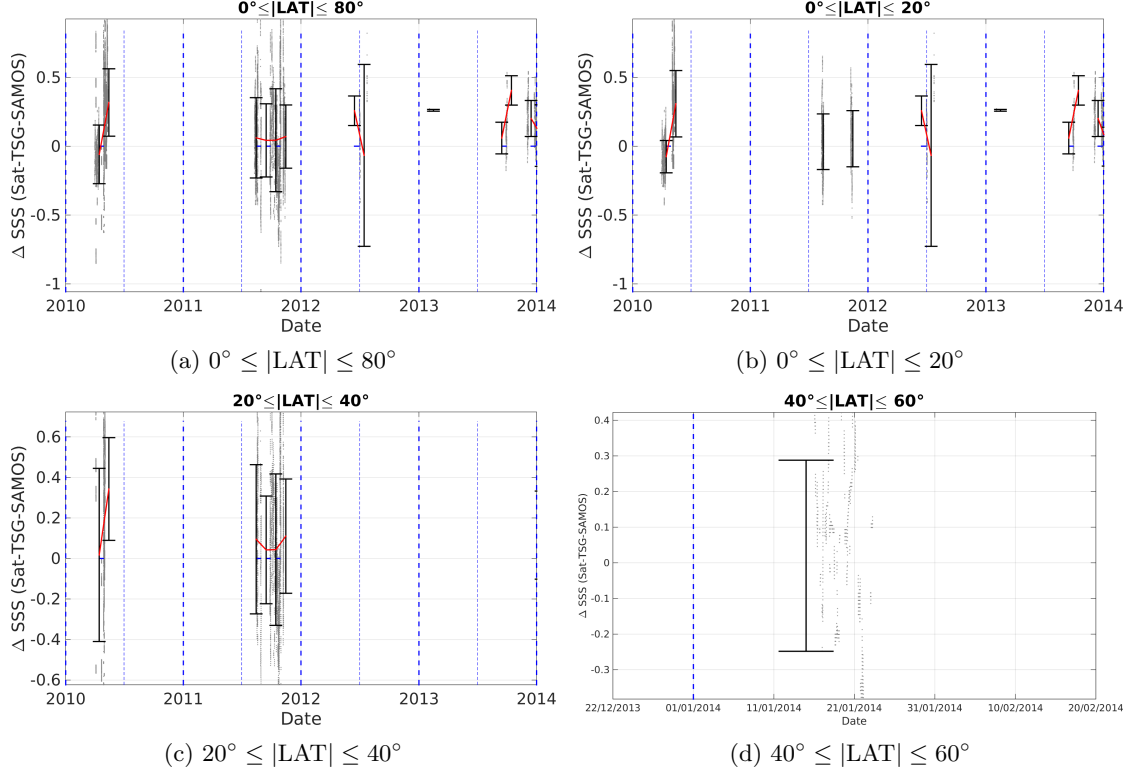 0°≤|LAT|≤ 80°
Δ SSS (Sat-TSG-SAMOS)
0.5
0
-0.5
-1
2010 2011 2012 2013 2014
Date
(a) 0° ≤ |LAT| ≤ 80°
0°≤|LAT|≤ 20°
Δ SSS (Sat-TSG-SAMOS)
0.5
0
-0.5
-1
2010 2011 2012 2013 2014
Date
(b) 0° ≤ |LAT| ≤ 20°
20°≤|LAT|≤ 40°
Δ SSS (Sat-TSG-SAMOS)
0.6
0.4
0.2
0
-0.2
-0.4
-0.6
2010 2011 2012 2013 2014
Date
(c) 20° ≤ |LAT| ≤ 40°
40°≤|LAT|≤ 60°
Δ SSS (Sat-TSG-SAMOS)
0.4
0.3
0.2
0.1
0
-0.1
-0.2
-0.3
22/12/2013 01/01/2014 11/01/2014 21/01/2014 31/01/2014 10/02/2014 20/02/2014
Date
(d) 40° ≤ |LAT| ≤ 60°